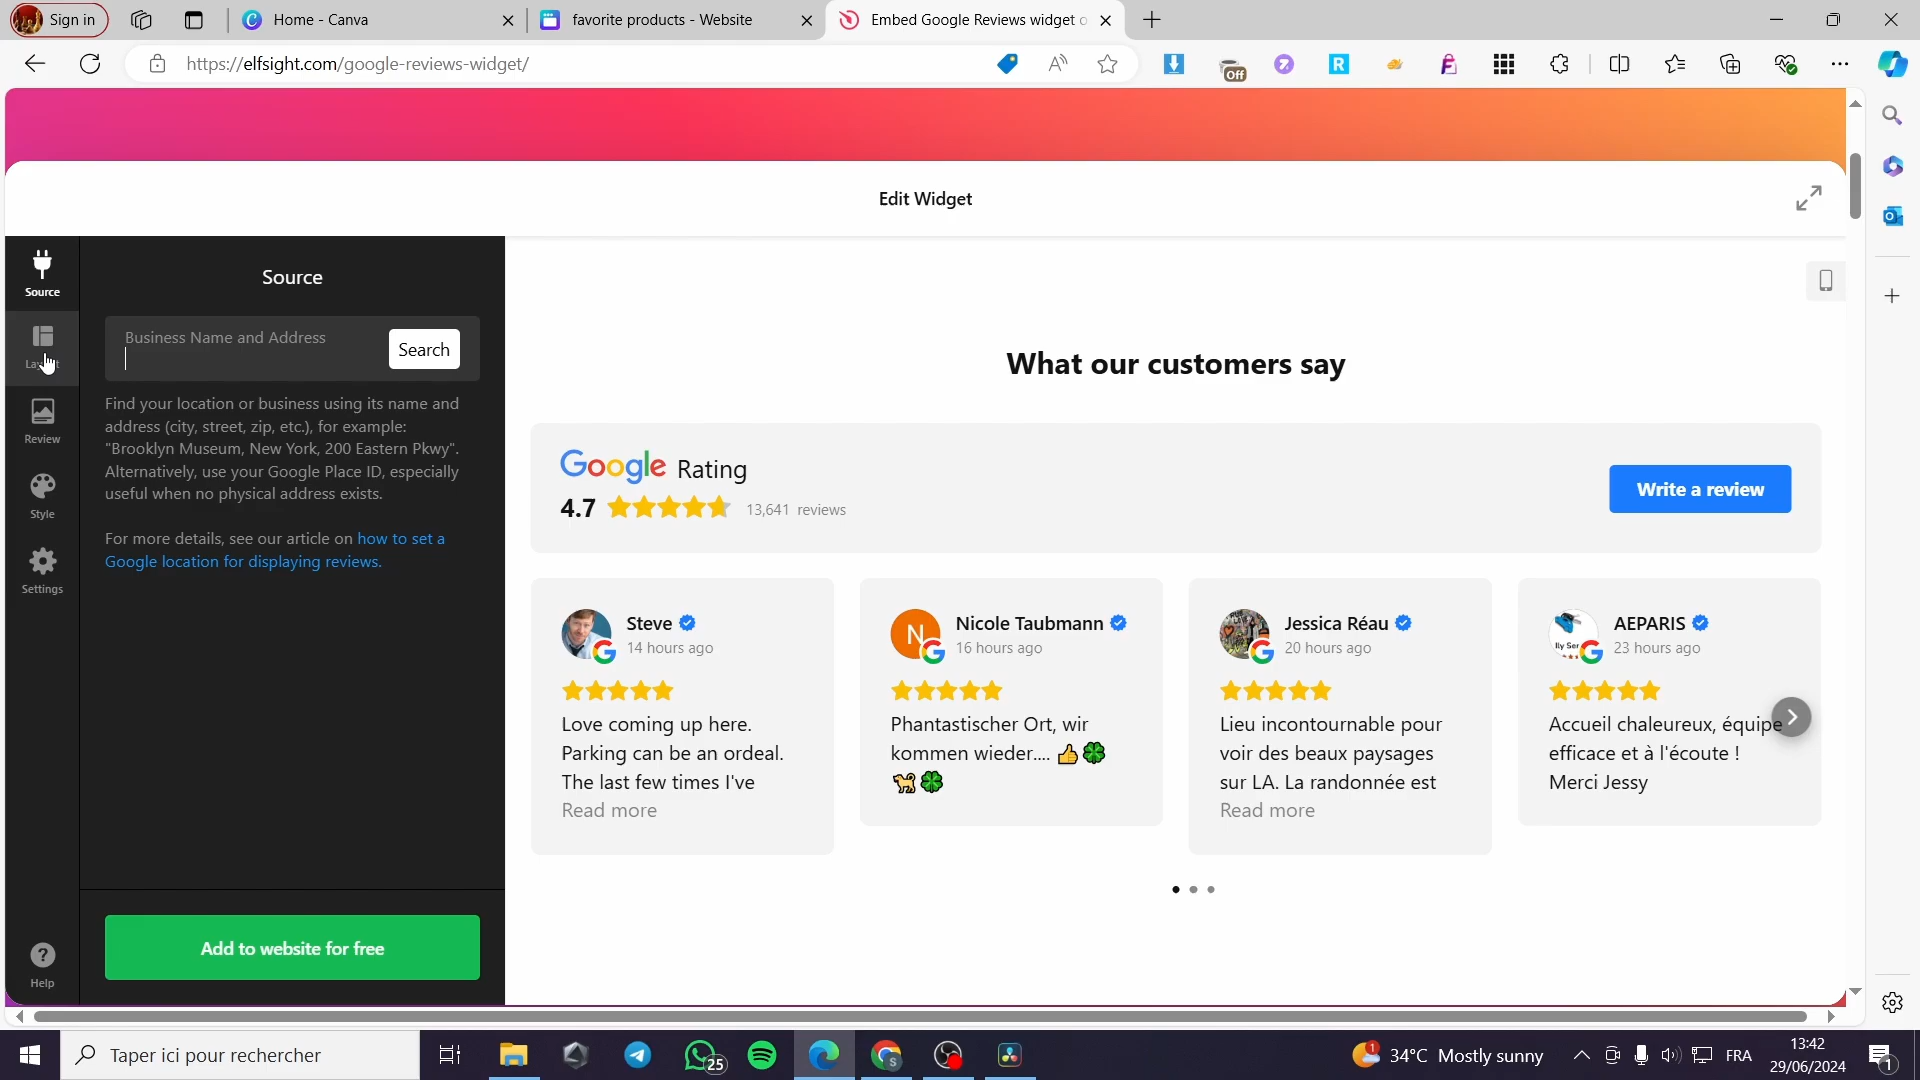 Sign in
Home - Canva
favorite products - Website
Embed Google Reviews widget o
https://elfsight.com/google-reviews-widget/
Off
Edit Widget
Source
Review
Style
Settings
Help
Source
Business Name and Address
Search
Find your location or business using its name and
address (city, street, zip, etc.), for example:
"Brooklyn Museum, New York, 200 Eastern Pkwy".
Alternatively, use your Google Place ID, especially
useful when no physical address exists.
For more details, see our article on how to set a
Google location for displaying reviews.
Add to website for free
What our customers say
Google Rating
4.7 13,641 reviews
Write a review
Steve
14 hours ago
Love coming up here.
Parking can be an ordeal.
The last few times I've
Read more
Nicole Taubmann
16 hours ago
Phantastischer Ort, wir
kommen wieder.... 👍🍀
🐕🍀
Jessica Réau
20 hours ago
Lieu incontournable pour
voir des beaux paysages
sur LA. La randonnée est
Read more
AEPARIS
23 hours ago
Accueil chaleureux, équipe
efficace et à l'écoute !
Merci Jessy
Taper ici pour rechercher
25
34°C Mostly sunny
FRA
13:42
29/06/2024
1